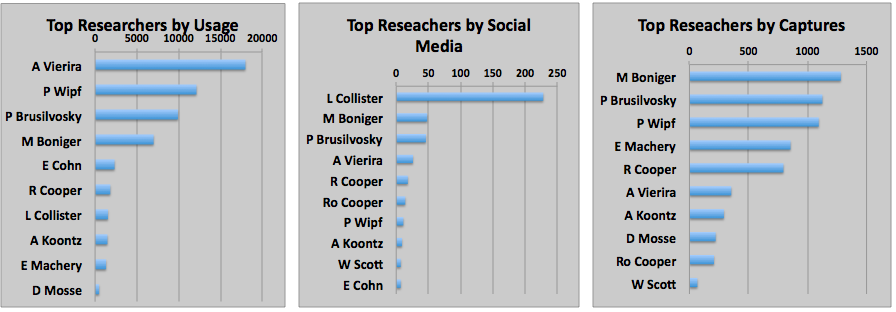 Top Researchers by Usage
0 5000 10000 15000 20000
A Vierira
P Wipf
P Brusilvosky
M Boniger
E Cohn
R Cooper
L Collister
A Koontz
E Machery
D Mosse
Top Reseachers by Social
Media
0 50 100 150 200 250
L Collister
M Boniger
P Brusilvosky
A Vierira
R Cooper
Ro Cooper
P Wipf
A Koontz
W Scott
E Cohn
Top Researchers by Captures
0 500 1000 1500
M Boniger
P Brusilvosky
P Wipf
E Machery
R Cooper
A Vierira
A Koontz
D Mosse
Ro Cooper
W Scott